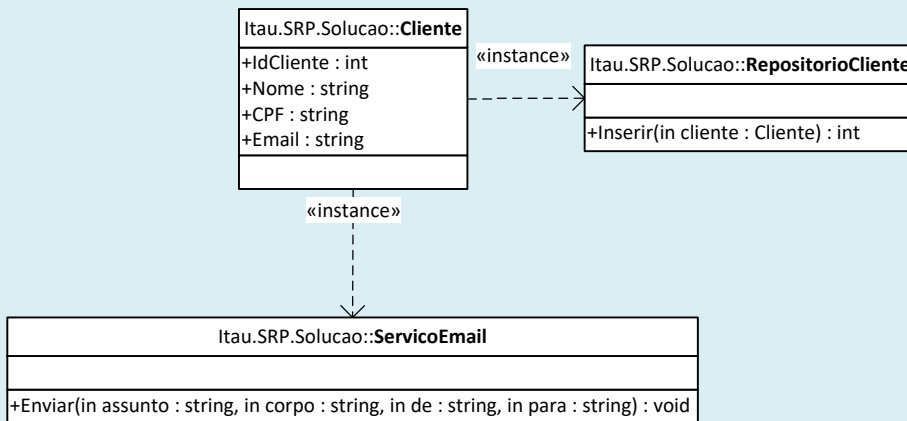 Itau.SRP.Solucao::Cliente
+IdCliente : int
+Nome : string
+CPF : string
+Email : string
«instance»
Itau.SRP.Solucao::RepositorioCliente
+Inserir(in cliente : Cliente) : int
«instance»
Itau.SRP.Solucao::ServicoEmail
+Enviar(in assunto : string, in corpo : string, in de : string, in para : string) : void